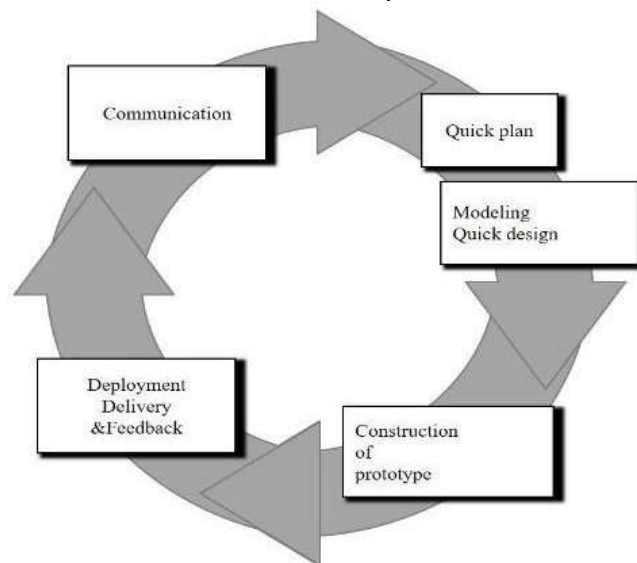 Communication
Quick plan
Modeling
Quick design
Construction
of
prototype
Deployment
Delivery
&Feedback